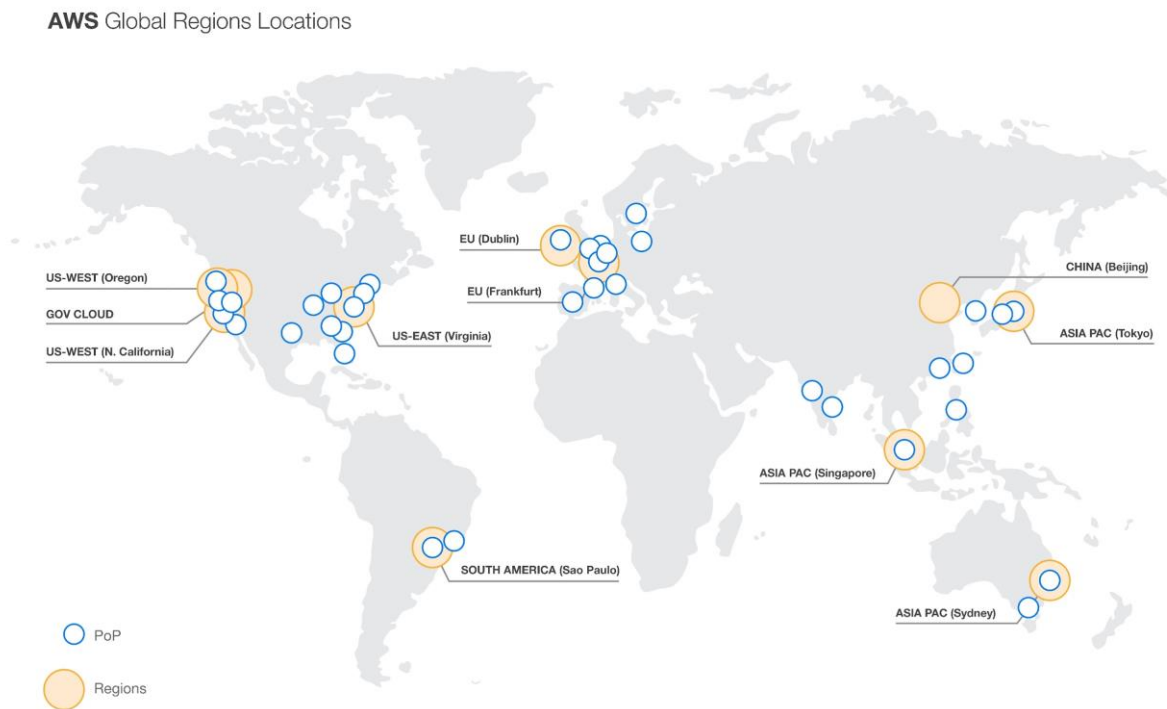 AWS Global Regions Locations
EU (Dublin)
CHINA (Beijing)
US-WEST (Oregon)
EU (Frankfurt)
GOV CLOUD
US-EAST (Virginia)
ASIA PAC (Tokyo)
US-WEST (N. California)
ASIA PAC (Singapore)
SOUTH AMERICA (Sao Paulo)
ASIA PAC (Sydney)
PoP
Regions